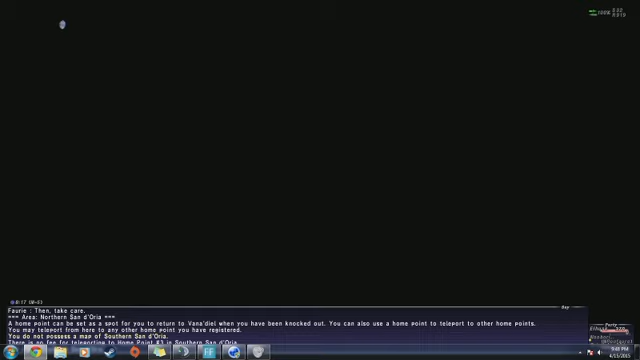 100%
Faurie : Then, take care.
=== Area: Northern San d'Oria ===
A home point can be set as a spot for you to return to Vana'diel when you have been knocked out. You can also use a home point to teleport to other home points.
You may teleport from here to any other home point you have registered.
You do not possess a map of Southern San d'Oria.
There is no fee for teleporting to Home Point #3 in Southern San d'Oria.